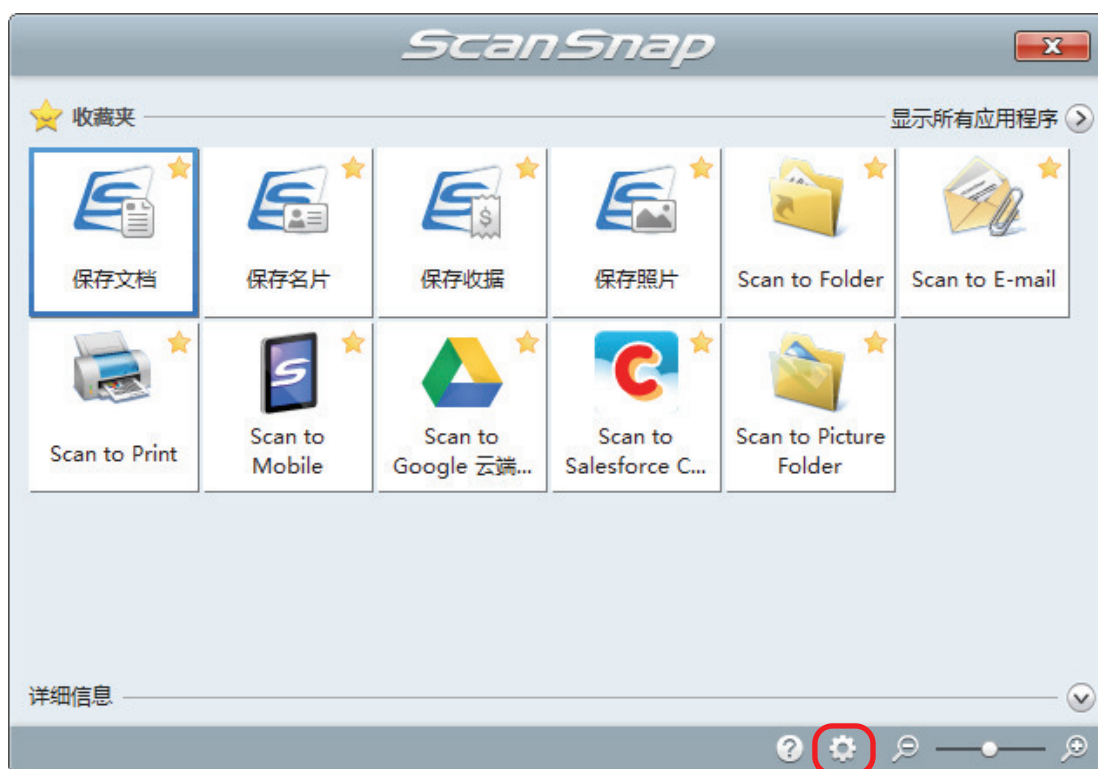 ScanSnap
收藏夹
显示所有应用程序
保存文档
保存名片
保存收据
保存照片
Scan to Folder
Scan to E-mail
Scan to Print
Scan to
Mobile
Scan to
Google 云端...
Scan to
Salesforce C...
Scan to Picture
Folder
详细信息